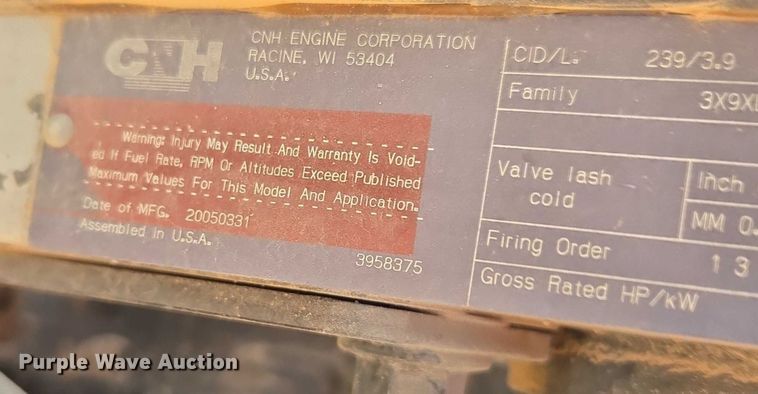 CNH
CNH ENGINE CORPORATION
RACINE, WI 53404
U.S.A.
Warning: Injury May Result And Warranty Is Void-
ed If Fuel Rate, RPM Or Altitudes Exceed Published
Maximum Values For This Model And Application.
Date of MFG. 20050331
Assembled in U.S.A.
3958375
CID/L. 239/3.9
Family 3X9X
Valve lash
cold
Inch
MM 0.
Firing Order 1 3
Gross Rated HP/kW
Purple Wave Auction